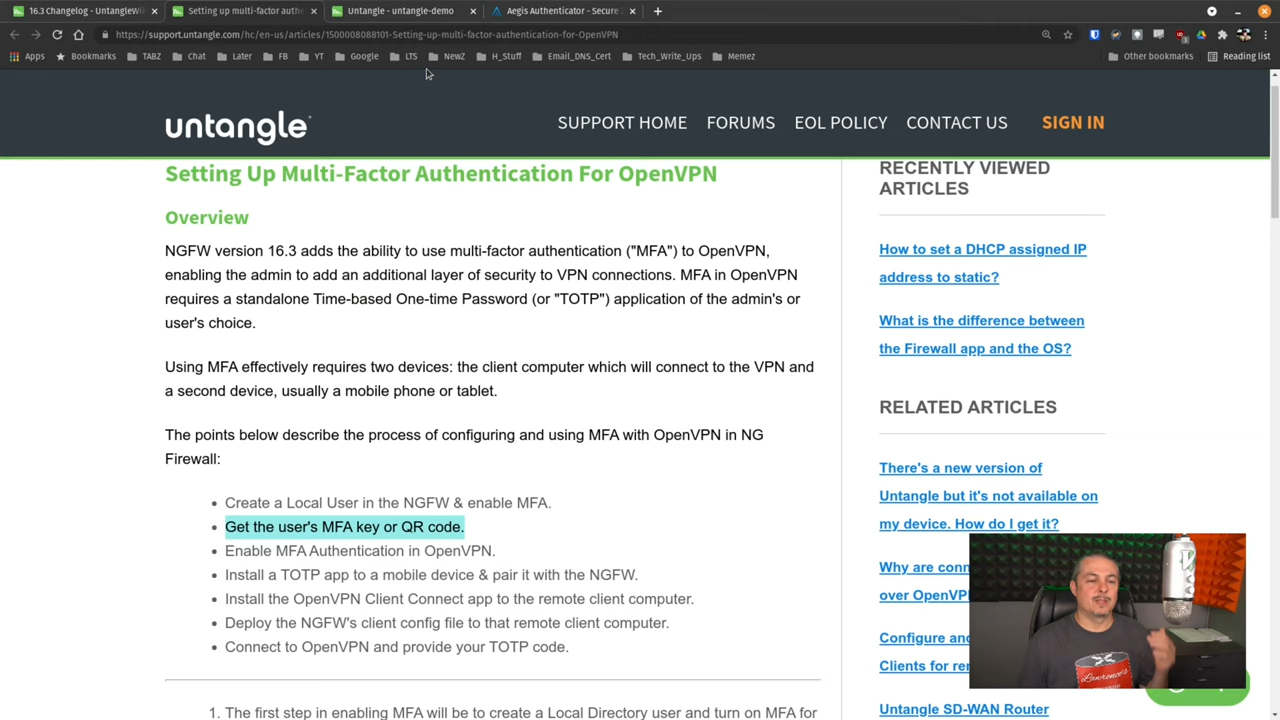 16.3 Changelog - UntangleWiki
Setting up multi-factor auth
Untangle - untangle-demo
Aegis Authenticator - Secure
https://support.untangle.com/hc/en-us/articles/1500008088101-Setting-up-multi-factor-authentication-for-OpenVPN
Apps Bookmarks TABZ Chat Later FB YT Google LTS NewZ H_Stuff Email_DNS_Cert Tech_Write_Ups Memez Other bookmarks Reading list
untangle
SUPPORT HOME FORUMS EOL POLICY CONTACT US SIGN IN
Setting Up Multi-Factor Authentication For OpenVPN
Overview
NGFW version 16.3 adds the ability to use multi-factor authentication ("MFA") to OpenVPN,
enabling the admin to add an additional layer of security to VPN connections. MFA in OpenVPN
requires a standalone Time-based One-time Password (or "TOTP") application of the admin's or
user's choice.
Using MFA effectively requires two devices: the client computer which will connect to the VPN and
a second device, usually a mobile phone or tablet.
The points below describe the process of configuring and using MFA with OpenVPN in NG
Firewall:
• Create a Local User in the NGFW & enable MFA.
• Get the user's MFA key or QR code.
• Enable MFA Authentication in OpenVPN.
• Install a TOTP app to a mobile device & pair it with the NGFW.
• Install the OpenVPN Client Connect app to the remote client computer.
• Deploy the NGFW's client config file to that remote client computer.
• Connect to OpenVPN and provide your TOTP code.
1. The first step in enabling MFA will be to create a Local Directory user and turn on MFA for
RECENTLY VIEWED
ARTICLES
How to set a DHCP assigned IP
address to static?
What is the difference between
the Firewall app and the OS?
RELATED ARTICLES
There's a new version of
Untangle but it's not available on
my device. How do I get it?
Why are conn
over OpenVP
Configure and
Clients for re
Untangle SD-WAN Router
Lawrence's